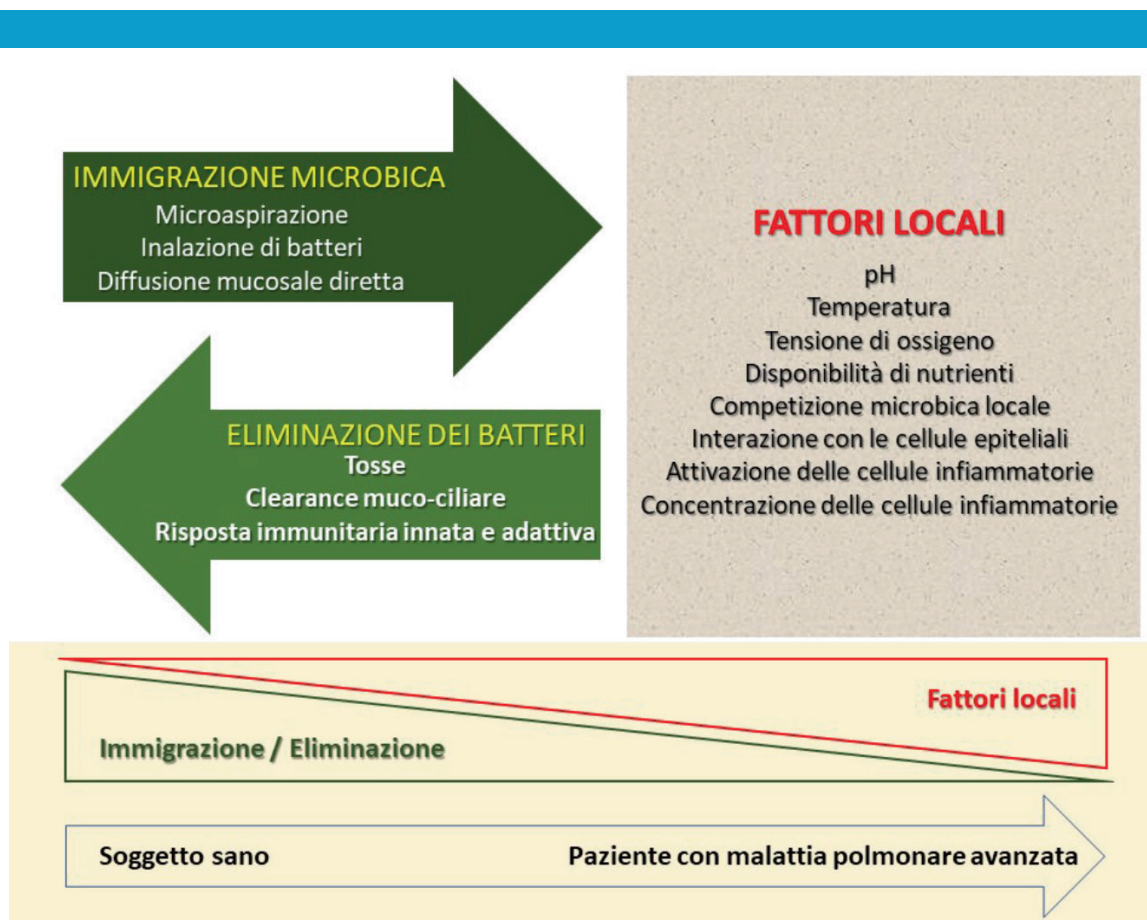 IMMIGRAZIONE MICROBICA
Microaspirazione
Inalazione di batteri
Diffusione mucosale diretta
ELIMINAZIONE DEI BATTERI
Tosse
Clearance muco-ciliare
Risposta immunitaria innata e adattiva
FATTORI LOCALI
pH
Temperatura
Tensione di ossigeno
Disponibilità di nutrienti
Competizione microbica locale
Interazione con le cellule epiteliali
Attivazione delle cellule infiammatorie
Concentrazione delle cellule infiammatorie
Fattori locali
Immigrazione / Eliminazione
Soggetto sano
Paziente con malattia polmonare avanzata